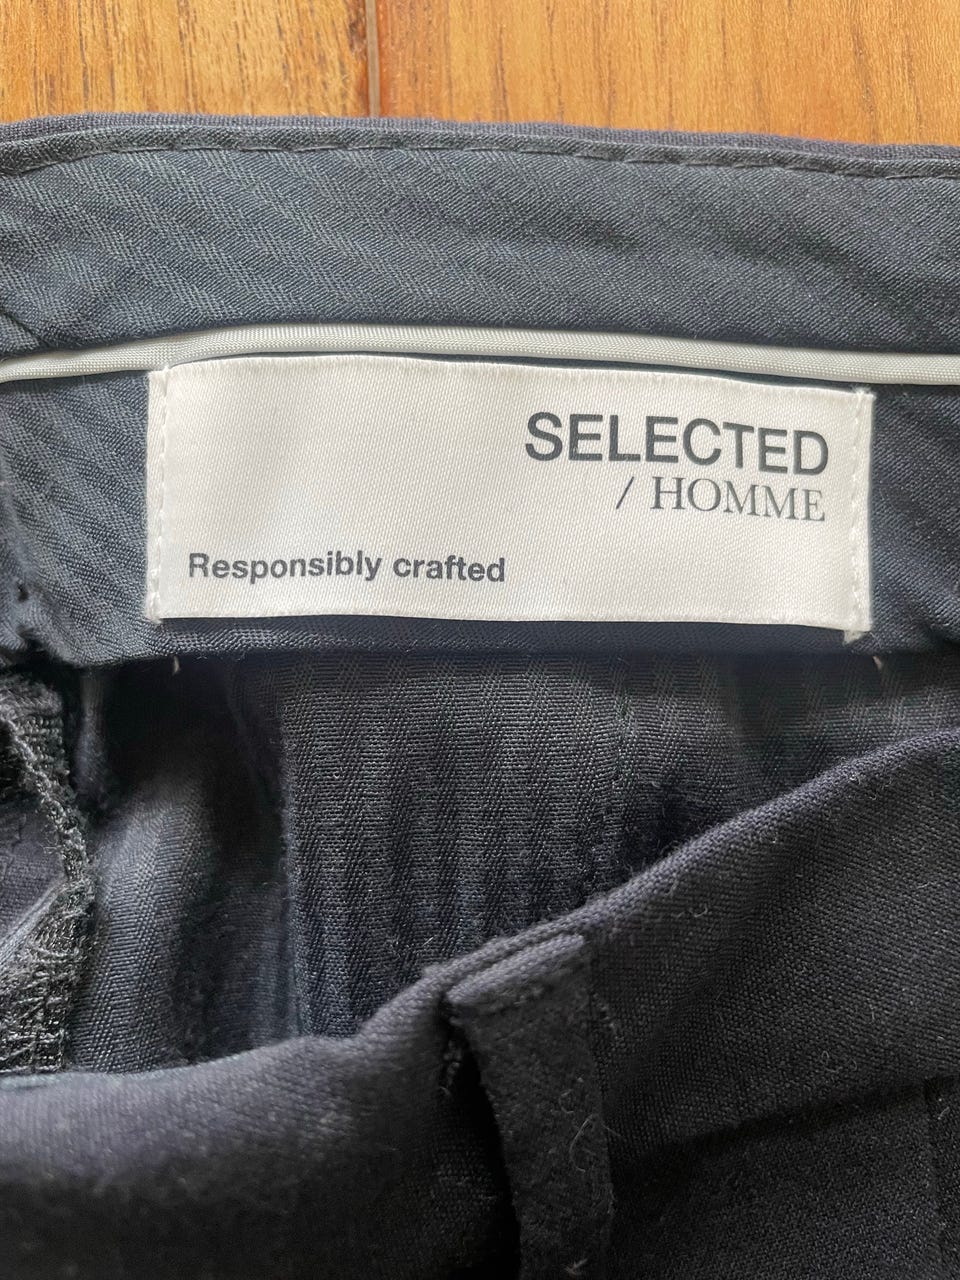 SELECTED
/ HOMME
Responsibly crafted